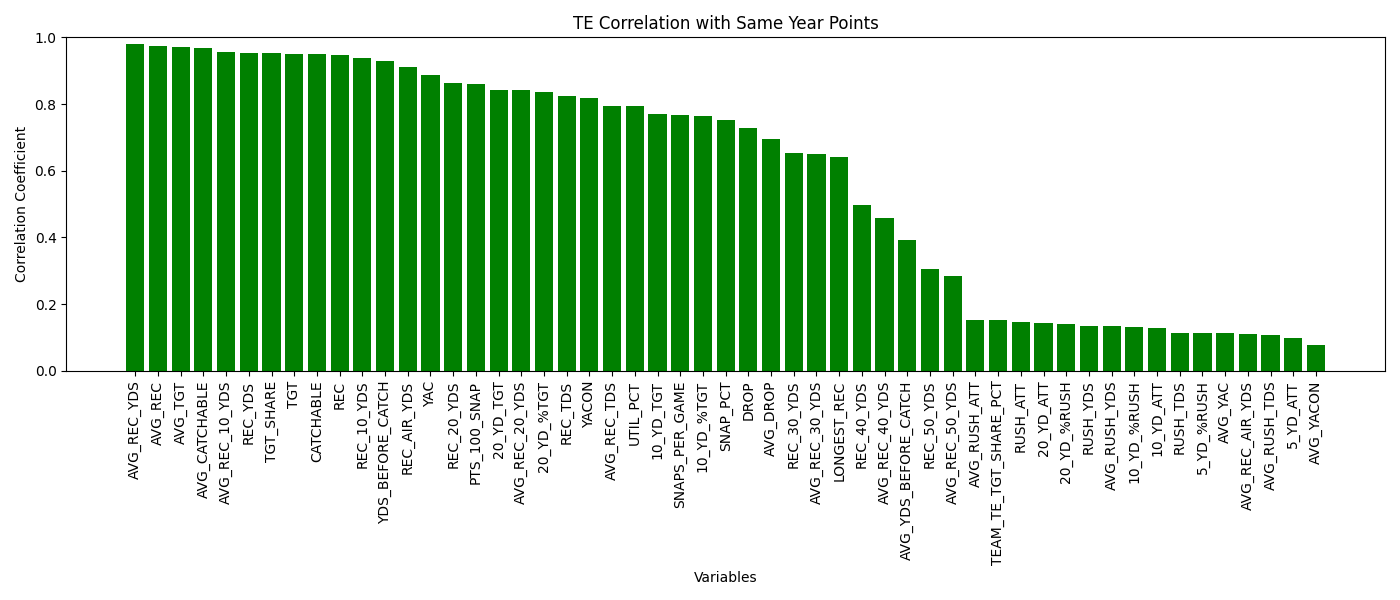 TE Correlation with Same Year Points
1.0
0.8
0.6
0.4
0.2
0.0
Correlation Coefficient
AVG_REC_YDS
AVG_REC
AVG_TGT
AVG_CATCHABLE
AVG_REC_10_YDS
REC_YDS
TGT_SHARE
TGT
CATCHABLE
REC
REC_10_YDS
YDS_BEFORE_CATCH
REC_AIR_YDS
YAC
REC_20_YDS
PTS_100_SNAP
20_YD_TGT
AVG_REC_20_YDS
20_YD_%TGT
REC_TDS
YACON
AVG_REC_TDS
UTIL_PCT
10_YD_TGT
SNAPS_PER_GAME
10_YD_%TGT
SNAP_PCT
DROP
AVG_DROP
REC_30_YDS
AVG_REC_30_YDS
LONGEST_REC
REC_40_YDS
AVG_REC_40_YDS
AVG_YDS_BEFORE_CATCH
REC_50_YDS
AVG_REC_50_YDS
AVG_RUSH_ATT
TEAM_TE_TGT_SHARE_PCT
RUSH_ATT
20_YD_ATT
20_YD_%RUSH
RUSH_YDS
AVG_RUSH_YDS
10_YD_%RUSH
10_YD_ATT
RUSH_TDS
5_YD_%RUSH
AVG_YAC
AVG_REC_AIR_YDS
AVG_RUSH_TDS
5_YD_ATT
AVG_YACON
Variables